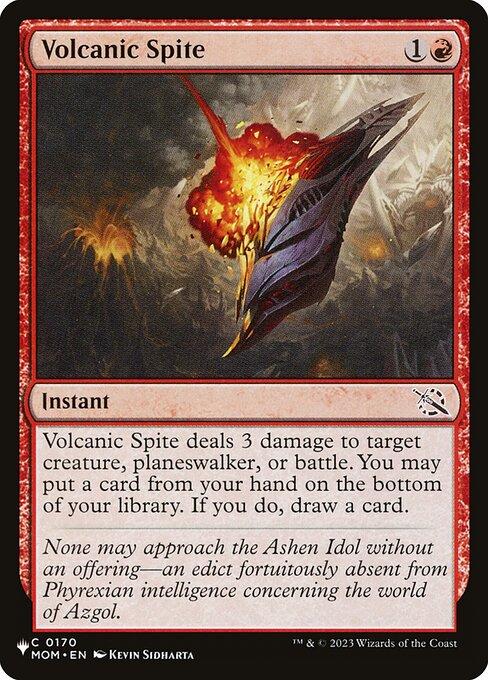 Volcanic Spite 1
Instant
Volcanic Spite deals 3 damage to target
creature, planeswalker, or battle. You may
put a card from your hand on the bottom
of your library. If you do, draw a card.
None may approach the Ashen Idol without
an offering—an edict fortuitously absent from
Phyrexian intelligence concerning the world
of Azgol.
C 0170
MOM • EN Kevin Sidharta
™ & © 2023 Wizards of the Coast